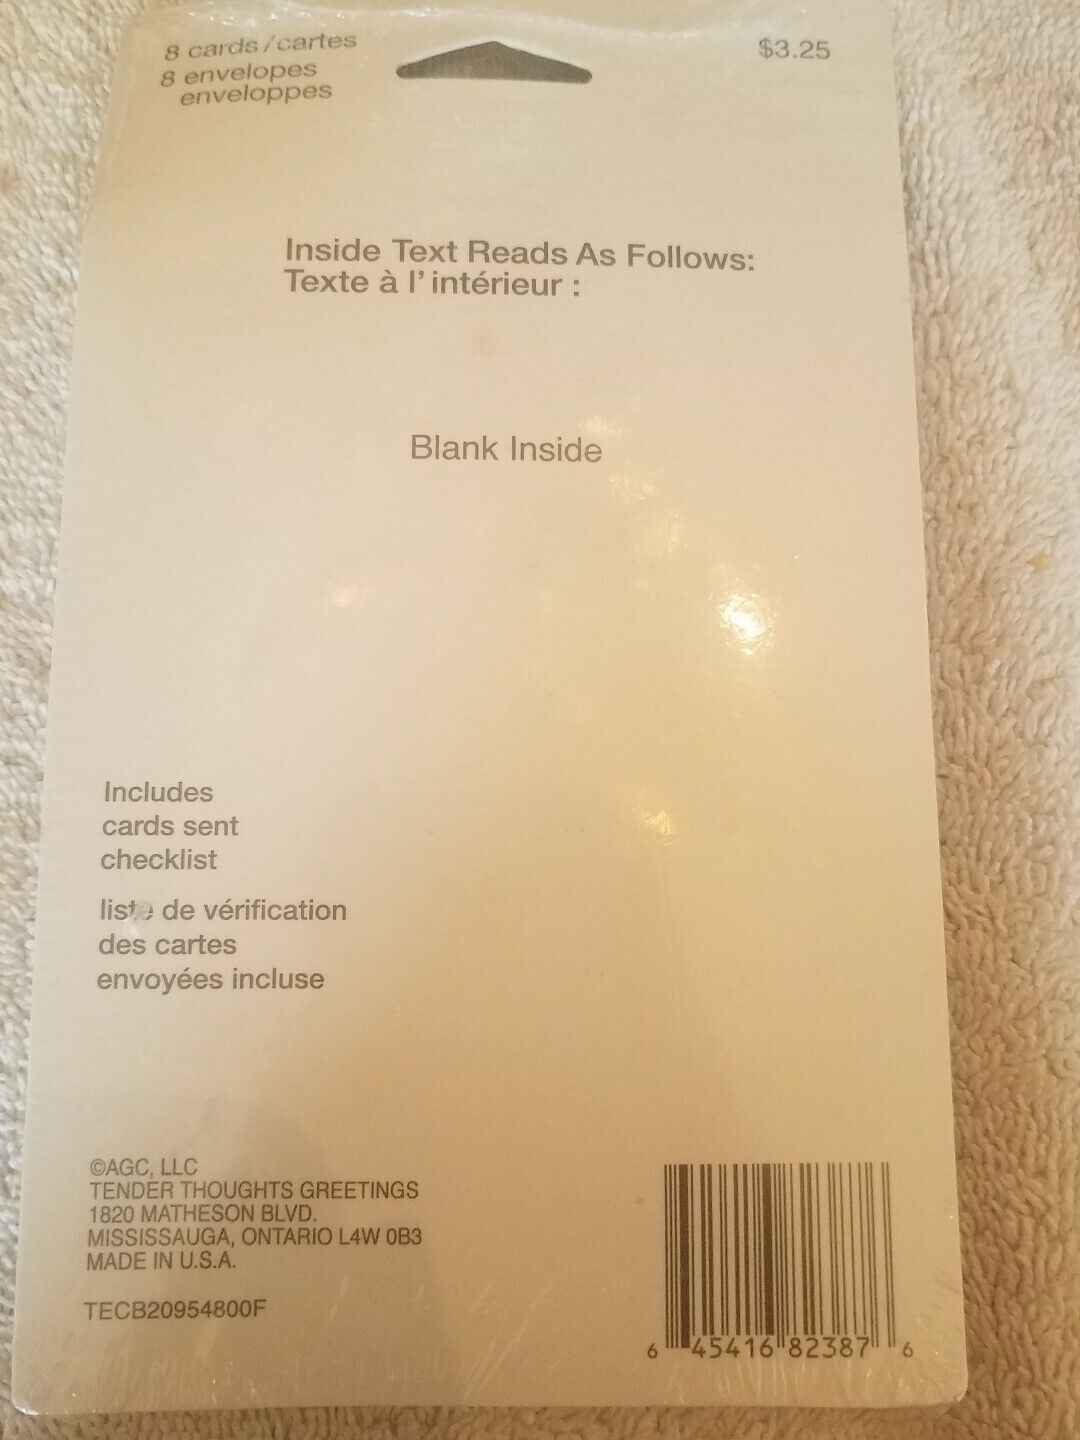 8 cards/cartes
8 envelopes
enveloppes
$3.25
Inside Text Reads As Follows:
Texte à l' intérieur :
Blank Inside
Includes
cards sent
checklist
liste de vérification
des cartes
envoyées incluse
©AGC, LLC
TENDER THOUGHTS GREETINGS
1820 MATHESON BLVD.
MISSISSAUGA, ONTARIO L4W 0B3
MADE IN U.S.A.
TECB20954800F
6 45416 82387 6